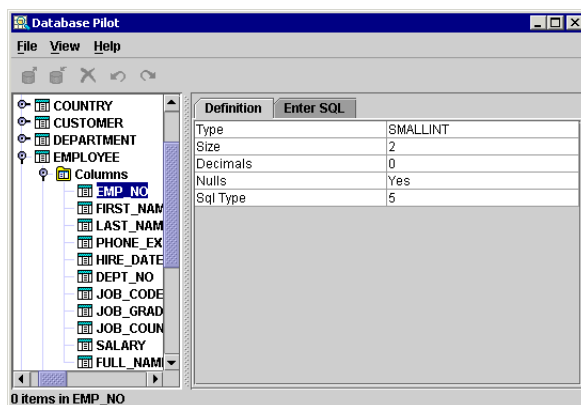 Database Pilot
File View Help
COUNTRY
CUSTOMER
DEPARTMENT
EMPLOYEE
Columns
EMP_NO
FIRST_NAM
LAST_NAM
PHONE_EX
HIRE_DATE
DEPT_NO
JOB_CODE
JOB_GRAD
JOB_COUN
SALARY
FULL_NAM
Definition Enter SQL
Type SMALLINT
Size 2
Decimals 0
Nulls Yes
Sql Type 5
0 items in EMP_NO